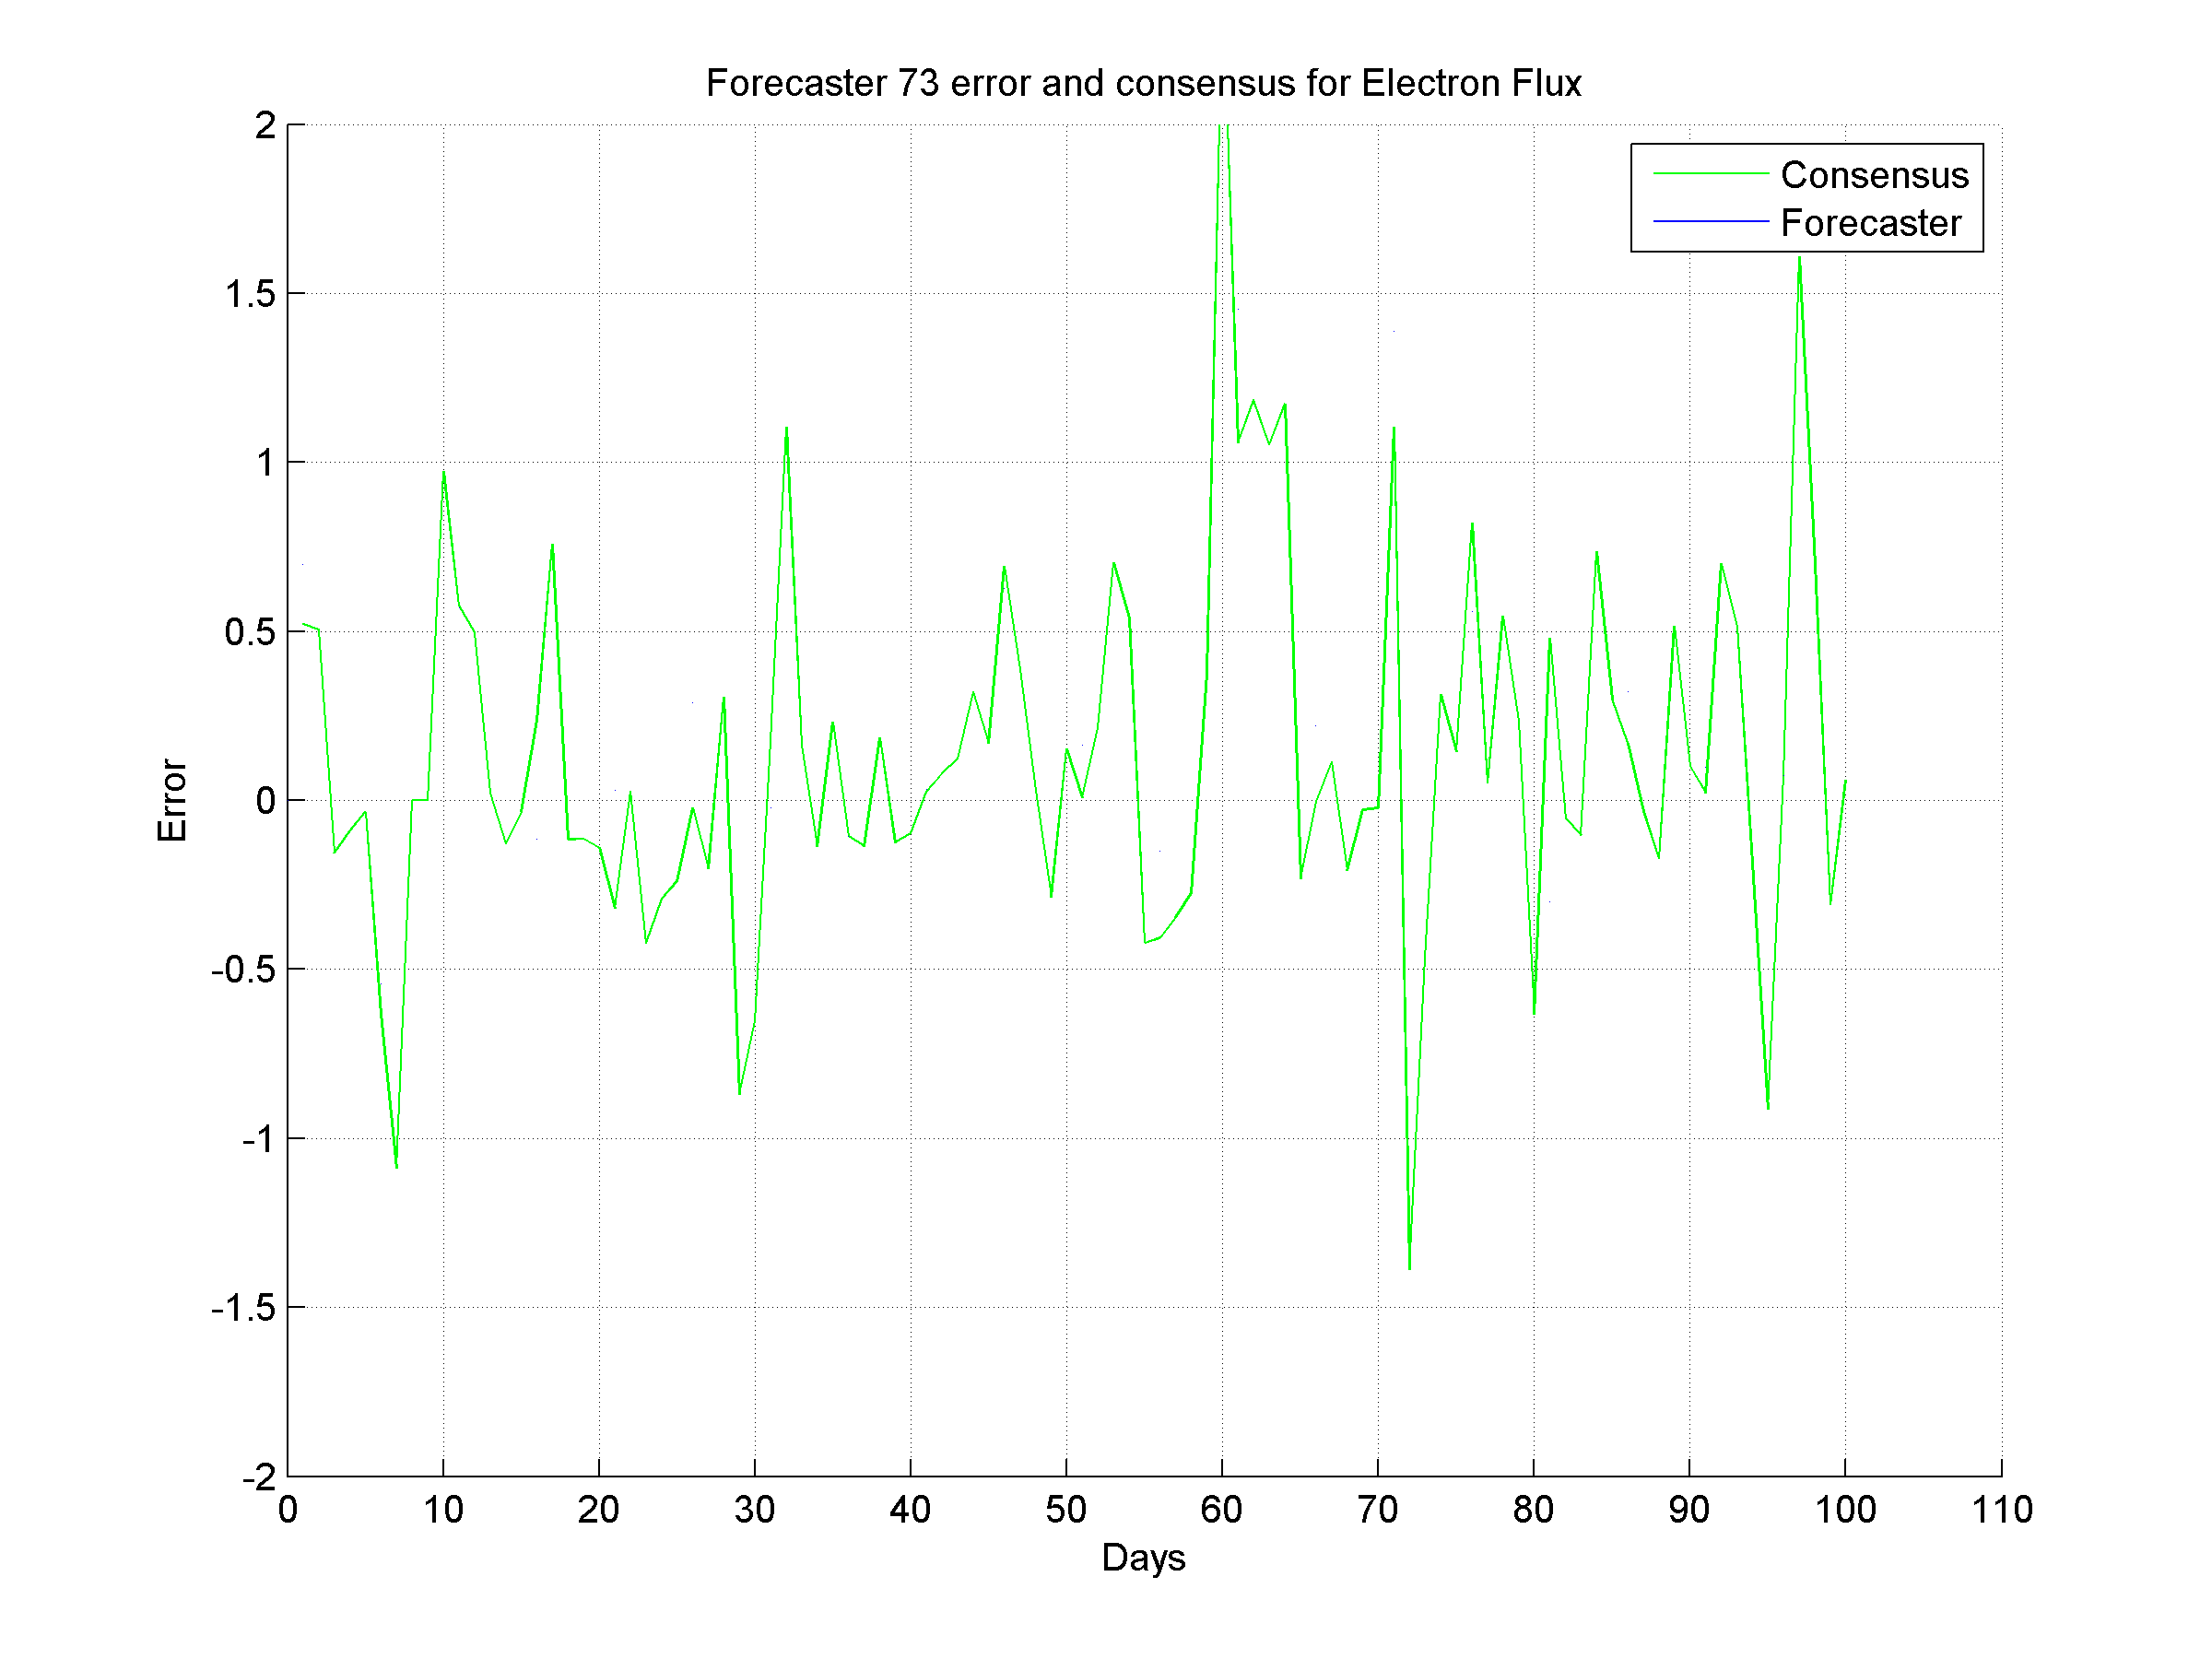 Forecaster 73 error and consensus for Electron Flux
2
1.5
1
0.5
0
-0.5
-1
-1.5
-2
Error
Consensus
Forecaster
0 10 20 30 40 50 60 70 80 90 100 110
Days